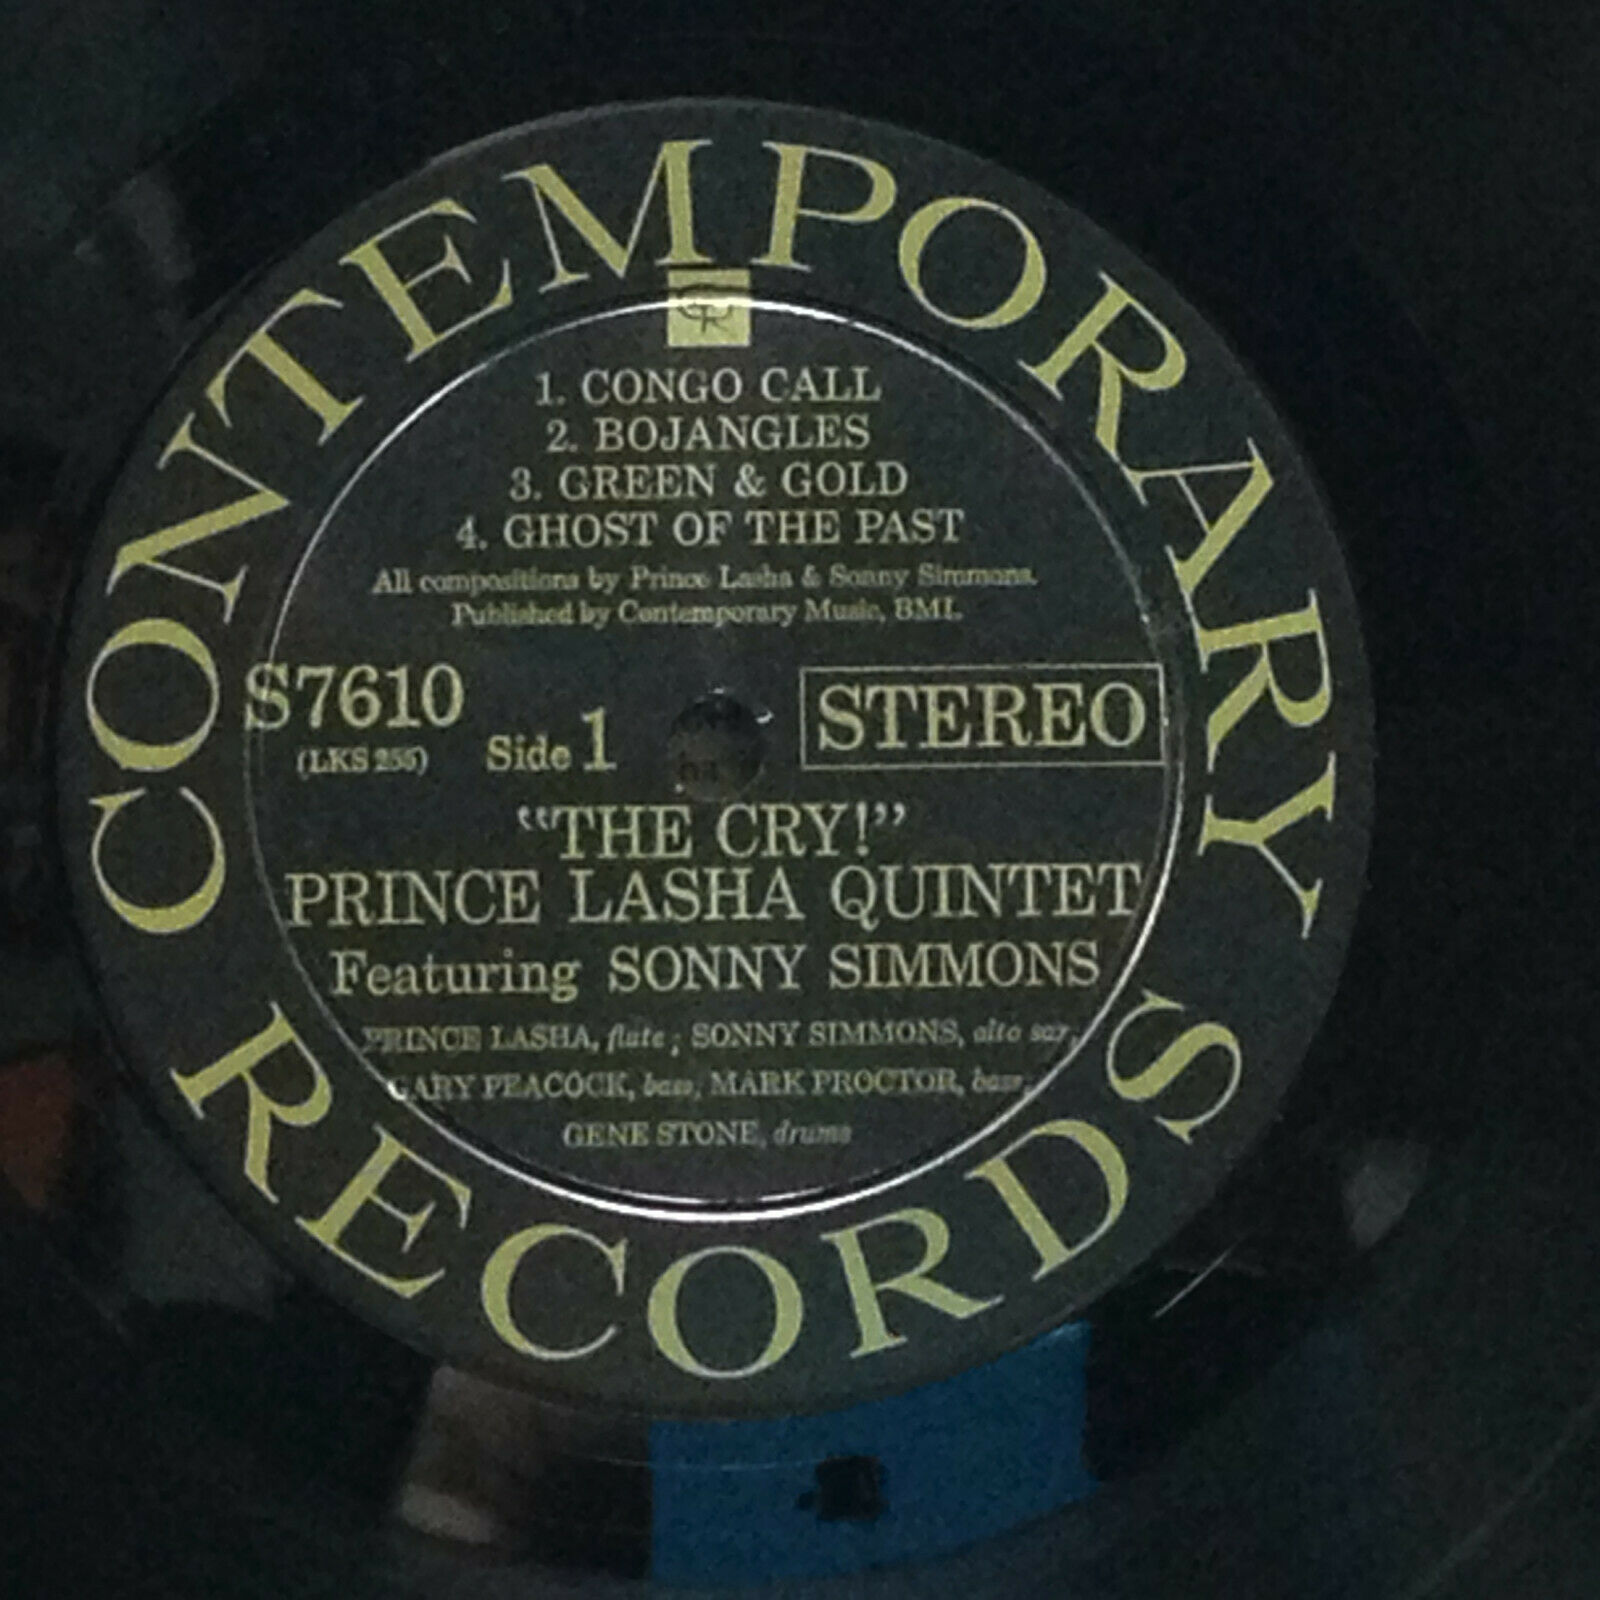 CONTEMPORARY
CR
1. CONGO CALL
2. BOJANGLES
3. GREEN & GOLD
4. GHOST OF THE PAST
All compositions by Prince Lasha & Sonny Simmons.
Published by Contemporary Music, BMI.
S7610
(LKS 255)
Side 1
STEREO
“THE CRY!”
PRINCE LASHA QUINTET
Featuring SONNY SIMMONS
PRINCE LASHA, flute; SONNY SIMMONS, alto sax,
GARY PEACOCK, bass, MARK PROCTOR, bass,
GENE STONE, drums
RECORDS